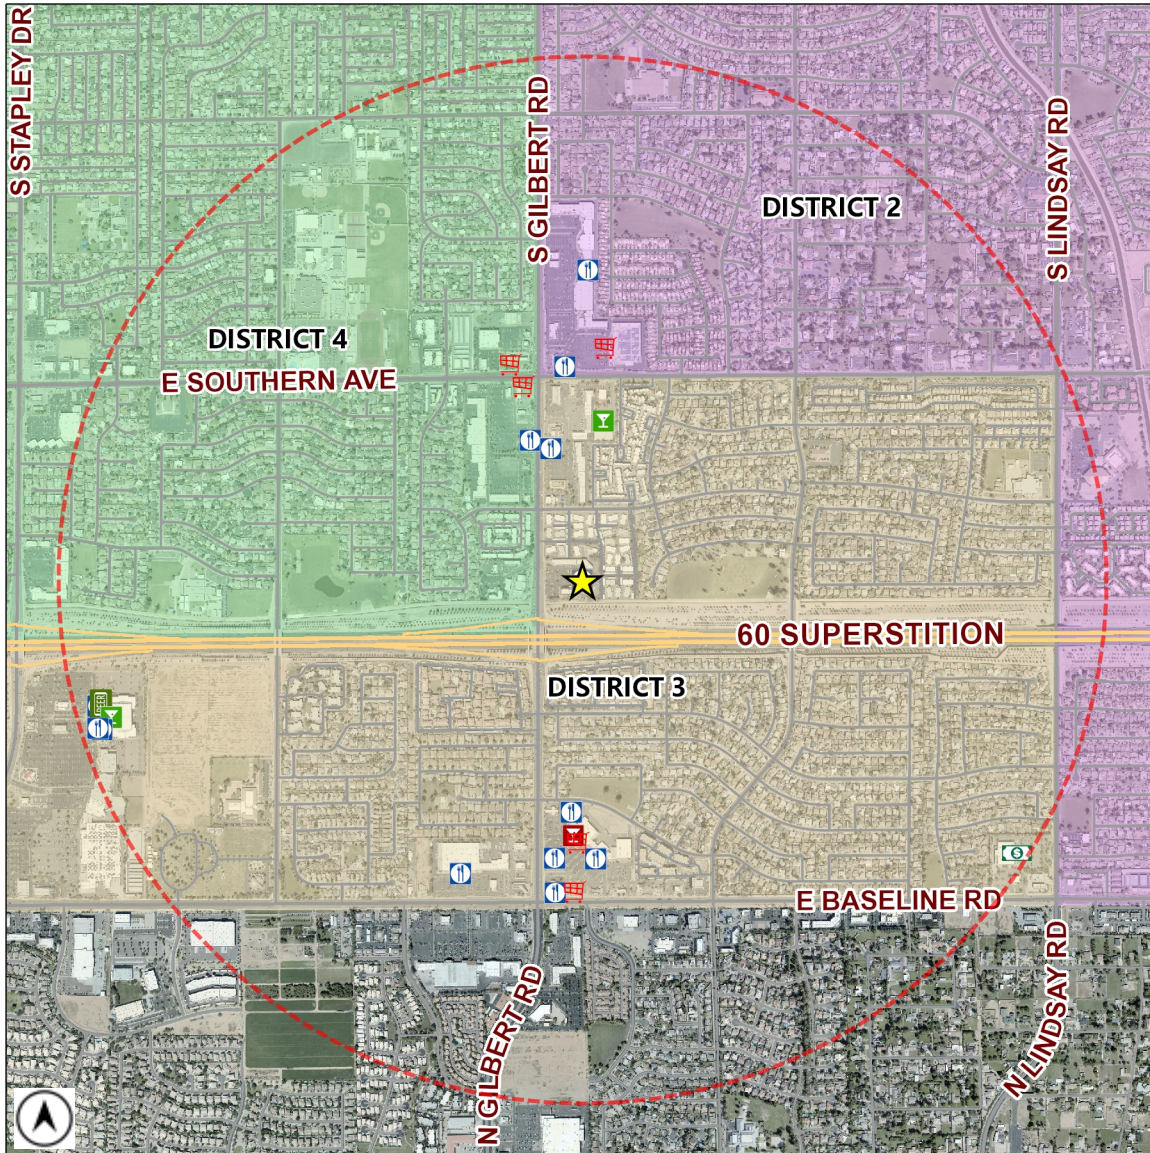 S STAPLEY DR
S GILBERT RD
S LINDSAY RD
DISTRICT 2
DISTRICT 4
E SOUTHERN AVE
60 SUPERSTITION
DISTRICT 3
BEER
$
E BASELINE RD
N GILBERT RD
N LINDSAY RD